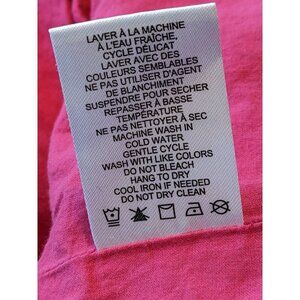 LAVER À LA MACHINE
À L'EAU FRAÎCHE,
CYCLE DÉLICAT
LAVER AVEC DES
COULEURS SEMBLABLES
NE PAS UTILISER D'AGENT
DE BLANCHIMENT
SUSPENDRE POUR SÉCHER
REPASSER À BASSE
TEMPÉRATURE
NE PAS NETTOYER À SEC
MACHINE WASH IN
COLD WATER
GENTLE CYCLE
WASH WITH LIKE COLORS
DO NOT BLEACH
HANG TO DRY
COOL IRON IF NEEDED
DO NOT DRY CLEAN